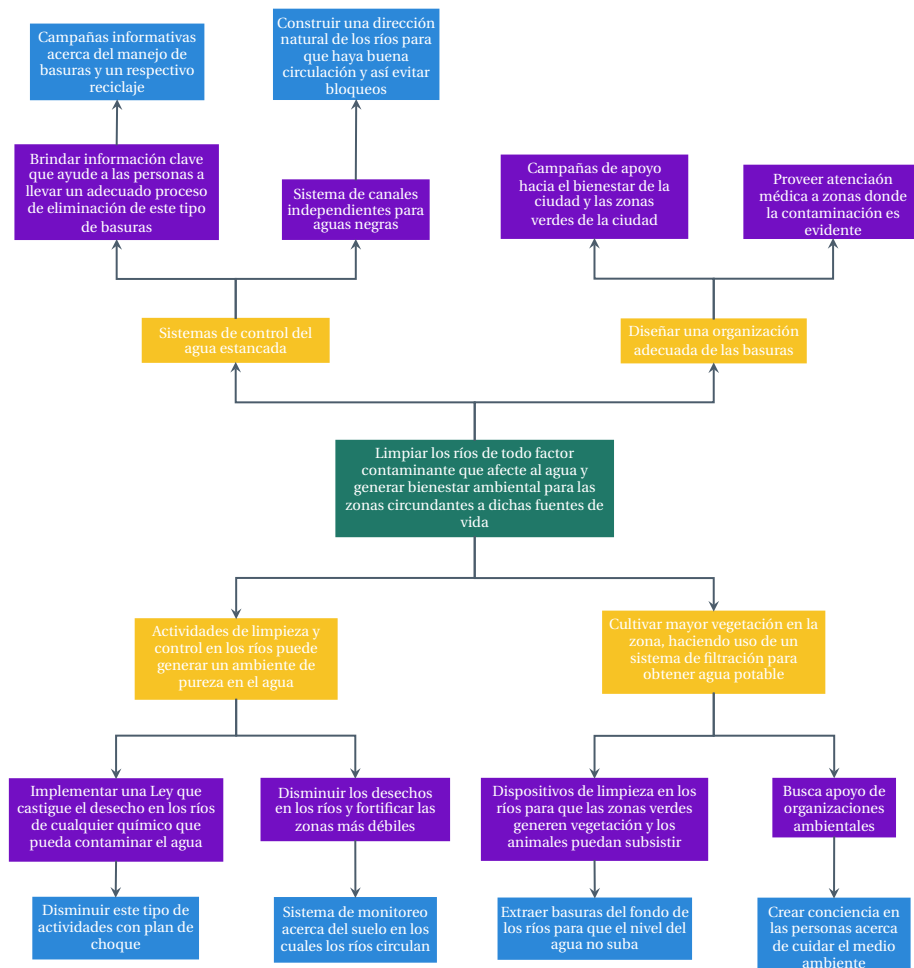 Campañas informativas
acerca del manejo de
basuras y un respectivo
reciclaje
Construir una dirección
natural de los ríos para
que haya buena
circulación y así evitar
bloqueos
Brindar información clave
que ayude a las personas a
llevar un adecuado proceso
de eliminación de este tipo
de basuras
Sistema de canales
independientes para
aguas negras
Campañas de apoyo
hacia el bienestar de la
ciudad y las zonas
verdes de la ciudad
Proveer atenciaón
médica a zonas donde
la contaminación es
evidente
Sistemas de control del
agua estancada
Diseñar una organización
adecuada de las basuras
Limpiar los ríos de todo factor
contaminante que afecte al agua y
generar bienestar ambiental para las
zonas circundantes a dichas fuentes de
vida
Actividades de limpieza y
control en los ríos puede
generar un ambiente de
pureza en el agua
Cultivar mayor vegetación en la
zona, haciendo uso de un
sistema de filtración para
obtener agua potable
Implementar una Ley que
castigue el desecho en los ríos
de cualquier químico que
pueda contaminar el agua
Disminuir los desechos
en los ríos y fortificar las
zonas más débiles
Dispositivos de limpieza en los
ríos para que las zonas verdes
generen vegetación y los
animales puedan subsistir
Busca apoyo de
organizaciones
ambientales
Disminuir este tipo de
actividades con plan de
choque
Sistema de monitoreo
acerca del suelo en los
cuales los ríos circulan
Extraer basuras del fondo de
los ríos para que el nivel del
agua no suba
Crear conciencia en
las personas acerca
de cuidar el medio
ambiente